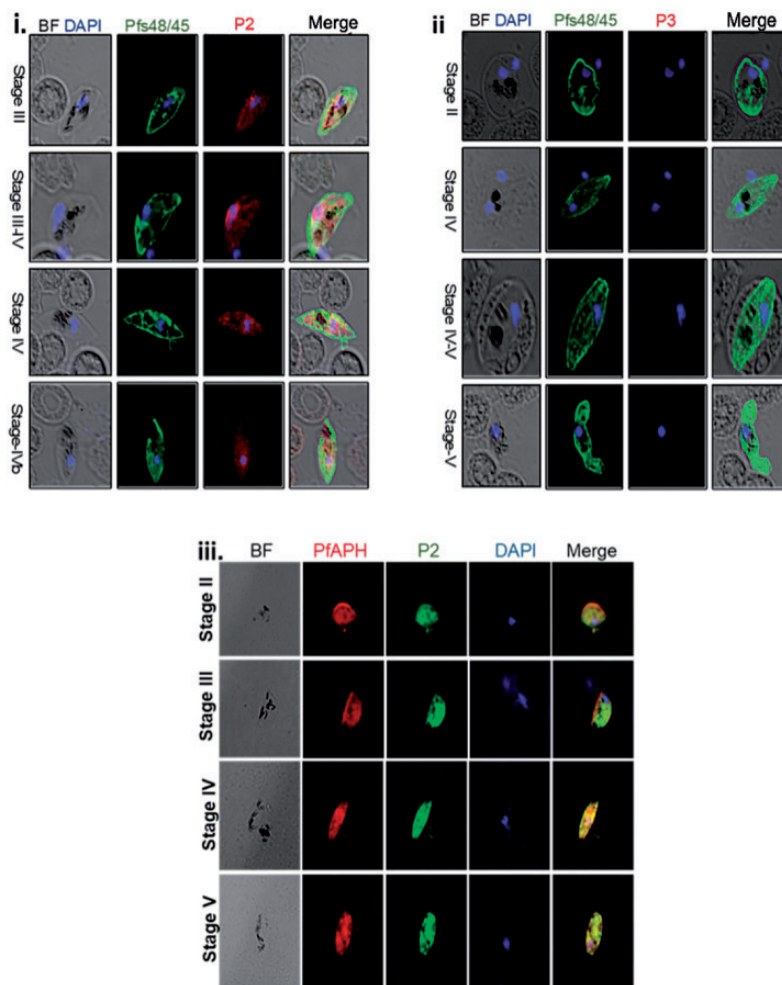 i. BF DAPI Pfs48/45 P2 Merge
Stage III
Stage III-IV
Stage IV
Stage-IVb
ii BF DAPI Pfs48/45 P3 Merge
Stage II
Stage IV
Stage IV-V
Stage-V
iii. BF PfAPH P2 DAPI Merge
Stage II
Stage III
Stage IV
Stage V